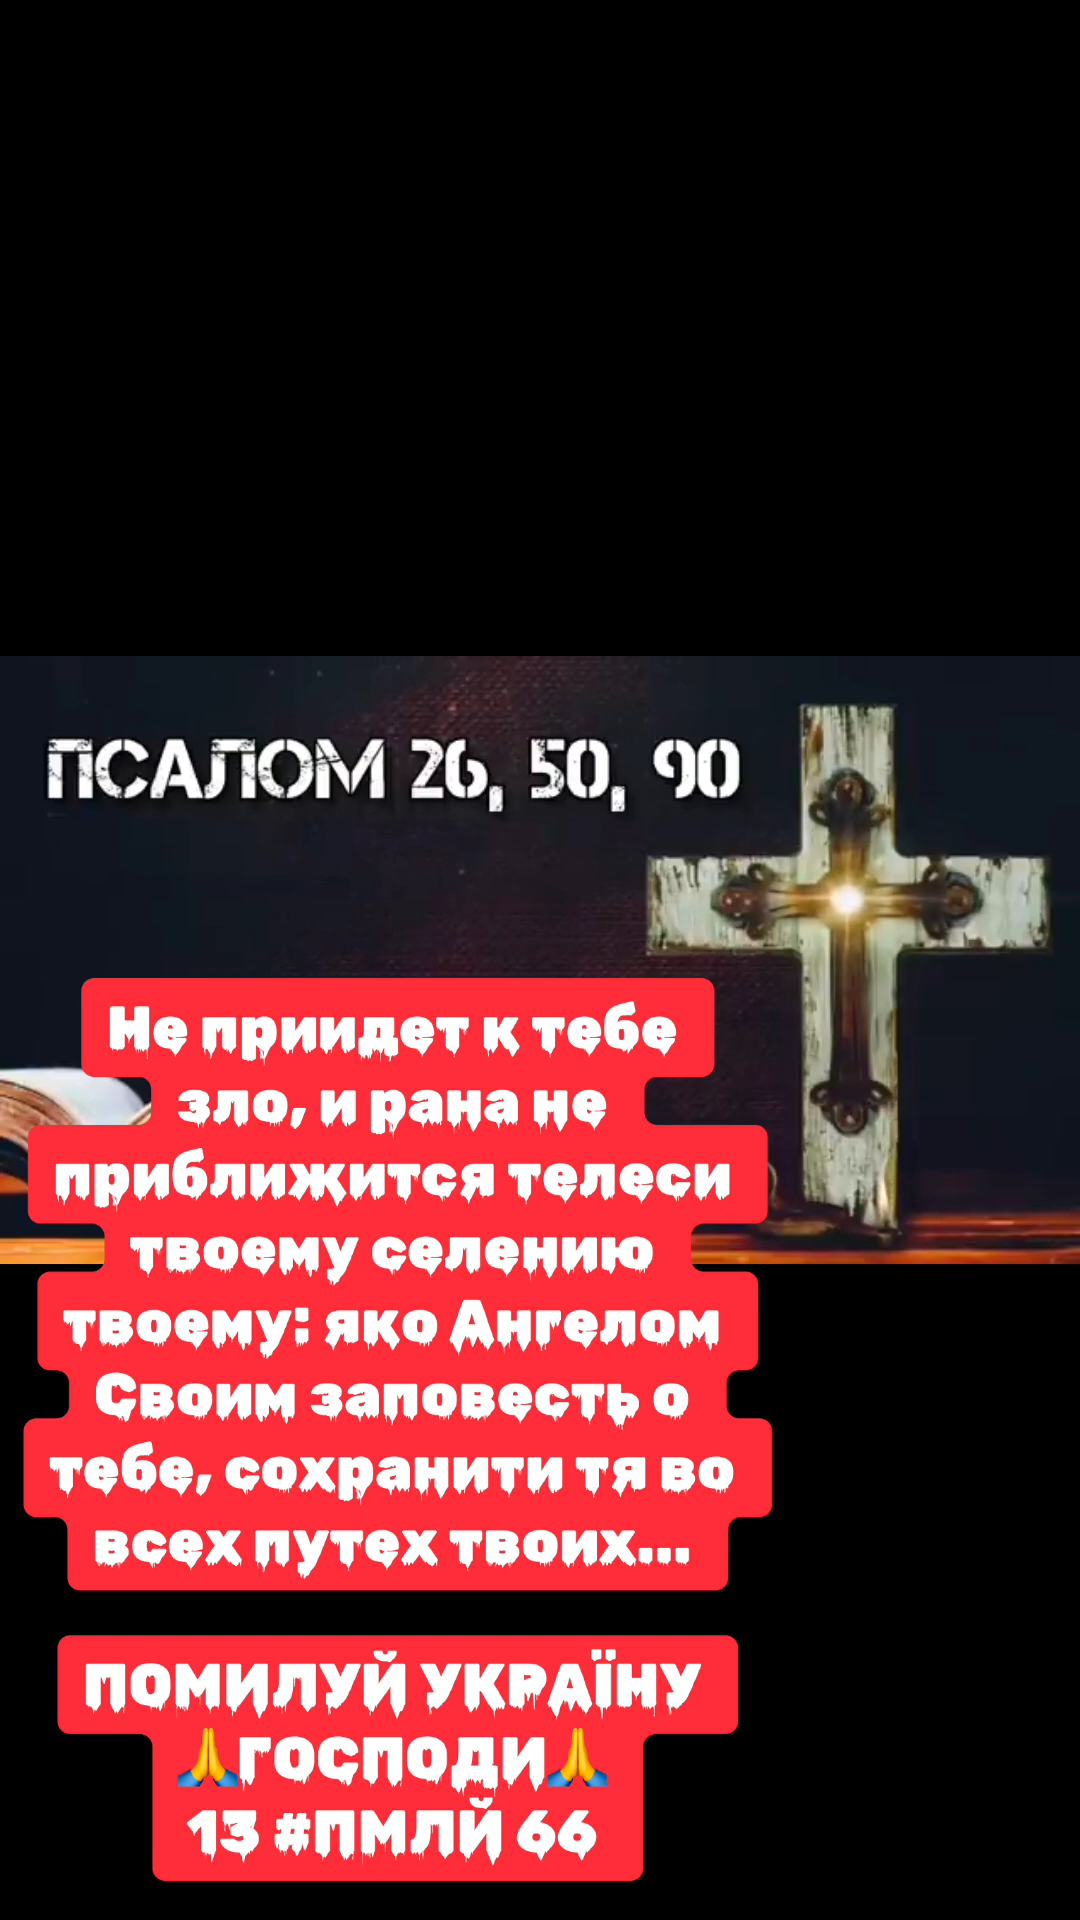 ПСАЛОМ 26, 50, 90
Не приидет к тебе
зло, и рана не
приближится телеси
твоему селению
твоему: яко Ангелом
Своим заповесть о
тебе, сохранити тя во
всех путех твоих...
ПОМИЛУЙ УКРАЇНУ
🙏ГОСПОДИ🙏
13 #ПМЛЙ 66